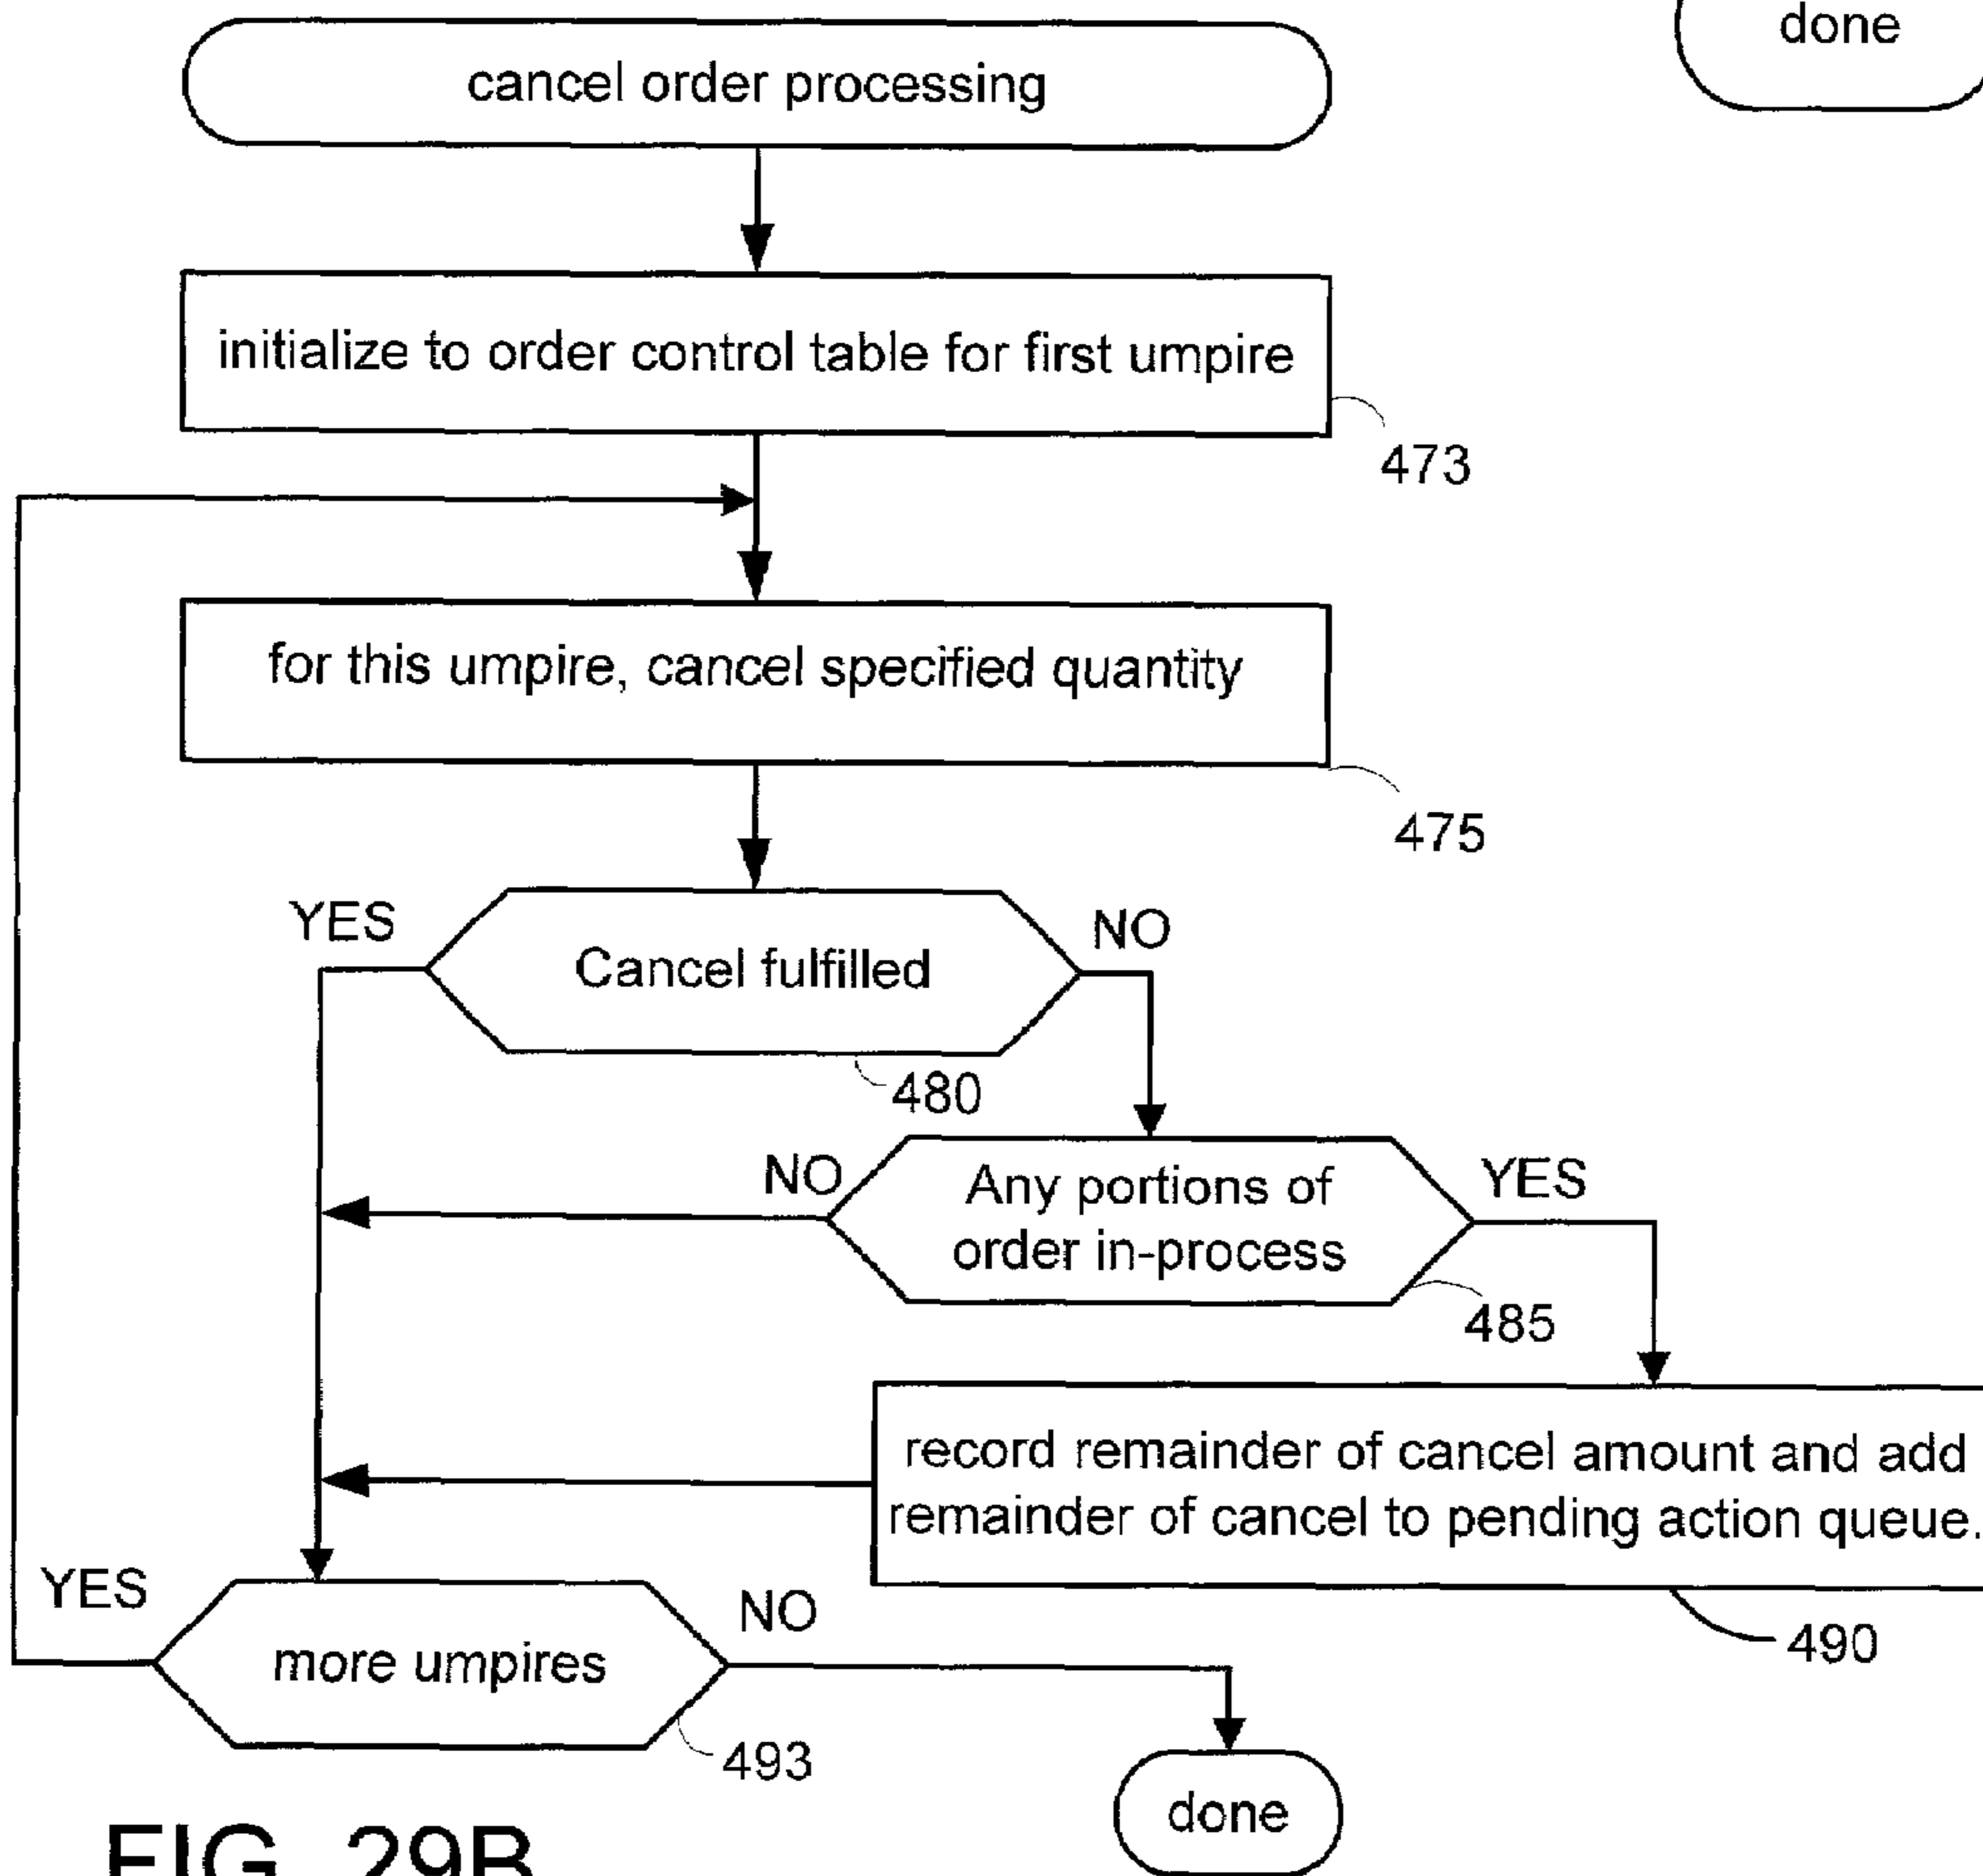 done
cancel order processing
initialize to order control table for first umpire
473
for this umpire, cancel specified quantity
475
YES
NO
Cancel fulfilled
480
NO
YES
Any portions of
order in-process
485
record remainder of cancel amount and add
remainder of cancel to pending action queue.
490
YES
NO
more umpires
493
done
FIG. 29B